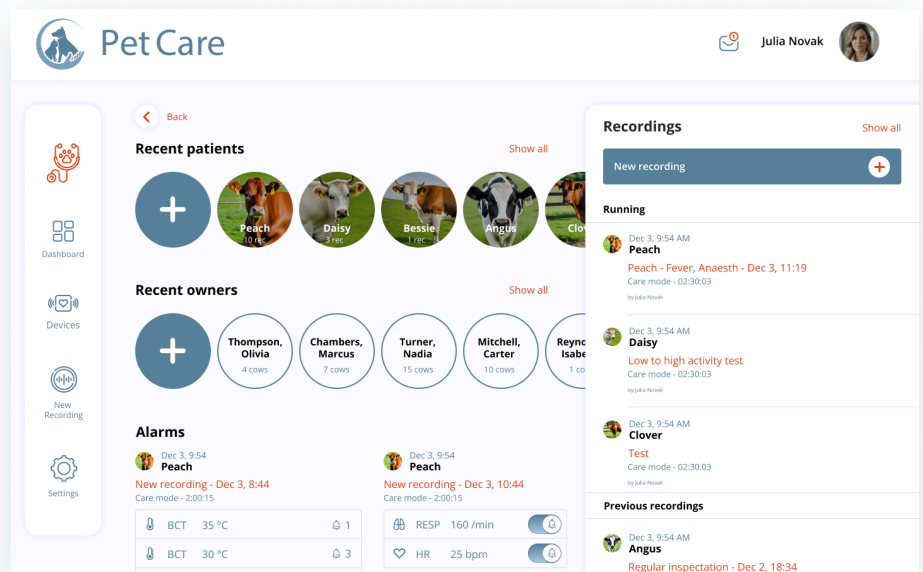 Pet Care
1
Julia Novak
Dashboard
Devices
New
Recording
Settings
Back
Recent patients
Show all
Peach
10 rec
Daisy
3 rec
Bessie
1 rec
Angus
Recent owners
Show all
Thompson,
Olivia
4 cows
Chambers,
Marcus
7 cows
Turner,
Nadia
15 cows
Mitchell,
Carter
10 cows
Alarms
Dec 3, 9:54
Peach
New recording - Dec 3, 8:44
Care mode - 2:00:15
BCT 35 °C 1
BCT 30 °C 3
Dec 3, 9:54
Peach
New recording - Dec 3, 10:44
Care mode - 2:00:15
RESP 160 /min
HR 25 bpm
Recordings
Show all
New recording
Running
Dec 3, 9:54 AM
Peach
Peach - Fever, Anaesth - Dec 3, 11:19
Care mode - 02:30:03
by Julia Novak
Dec 3, 9:54 AM
Daisy
Low to high activity test
Care mode - 02:30:03
by Julia Novak
Dec 3, 9:54 AM
Clover
Test
Care mode - 02:30:03
by Julia Novak
Previous recordings
Dec 3, 9:54 AM
Angus
Regular inspectation - Dec 2, 18:34